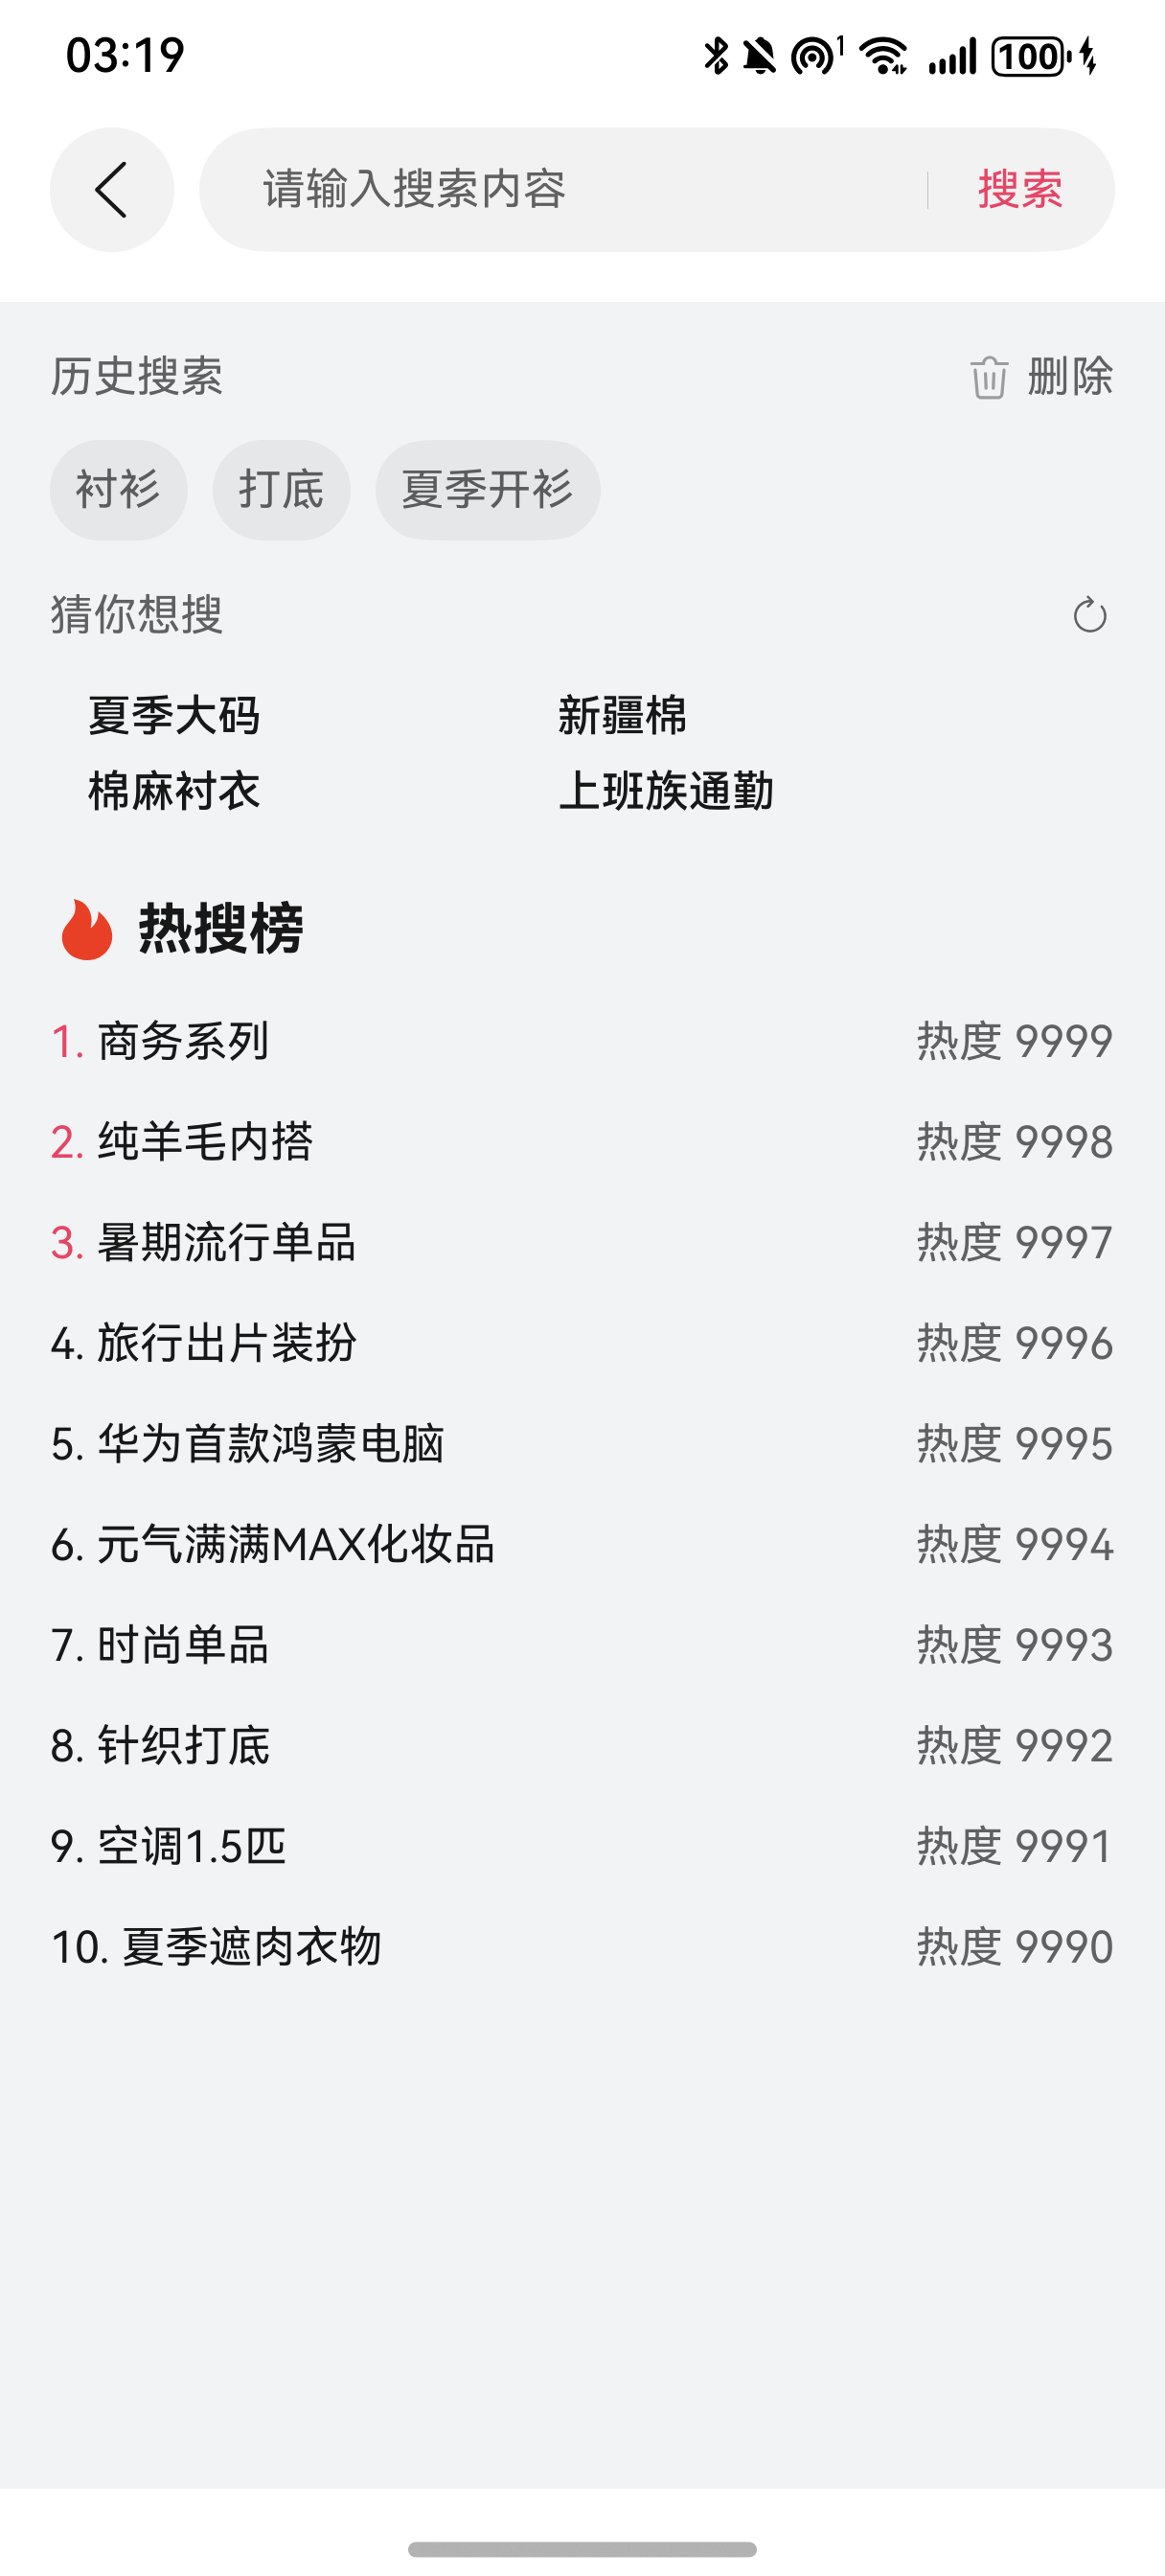 03:19
1
100
请输入搜索内容 搜索
历史搜索 删除
衬衫 打底 夏季开衫
猜你想搜
夏季大码 新疆棉
棉麻衬衣 上班族通勤
热搜榜
1. 商务系列 热度 9999
2. 纯羊毛内搭 热度 9998
3. 暑期流行单品 热度 9997
4. 旅行出片装扮 热度 9996
5. 华为首款鸿蒙电脑 热度 9995
6. 元气满满MAX化妆品 热度 9994
7. 时尚单品 热度 9993
8. 针织打底 热度 9992
9. 空调1.5匹 热度 9991
10. 夏季遮肉衣物 热度 9990